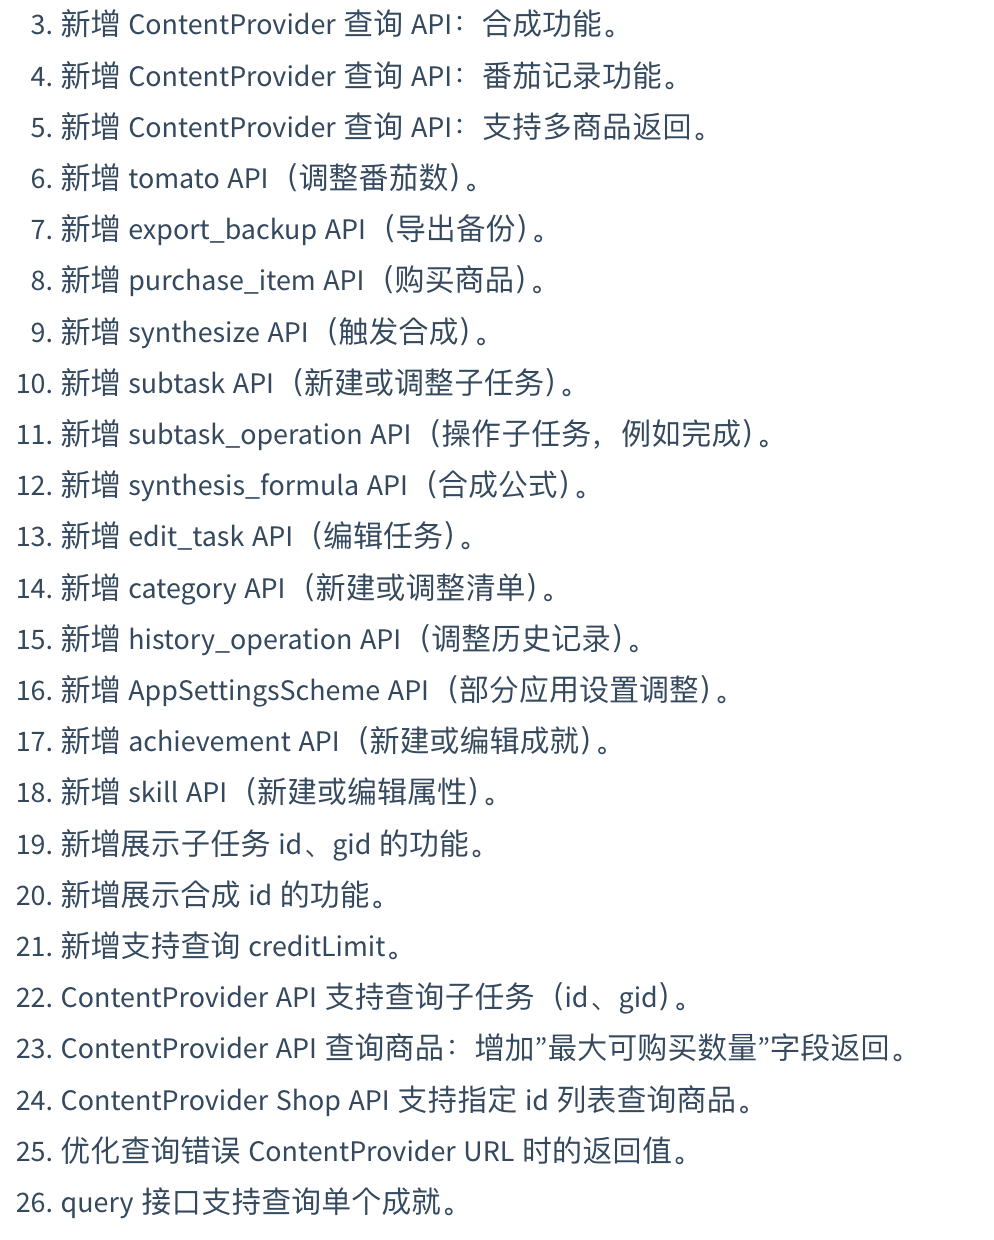 3. 新增 ContentProvider 查询 API：合成功能。
4. 新增 ContentProvider 查询 API：番茄记录功能。
5. 新增 ContentProvider 查询 API：支持多商品返回。
6. 新增 tomato API（调整番茄数）。
7. 新增 export_backup API（导出备份）。
8. 新增 purchase_item API（购买商品）。
9. 新增 synthesize API（触发合成）。
10. 新增 subtask API（新建或调整子任务）。
11. 新增 subtask_operation API（操作子任务，例如完成）。
12. 新增 synthesis_formula API（合成公式）。
13. 新增 edit_task API（编辑任务）。
14. 新增 category API（新建或调整清单）。
15. 新增 history_operation API（调整历史记录）。
16. 新增 AppSettingsScheme API（部分应用设置调整）。
17. 新增 achievement API（新建或编辑成就）。
18. 新增 skill API（新建或编辑属性）。
19. 新增展示子任务 id、gid 的功能。
20. 新增展示合成 id 的功能。
21. 新增支持查询 creditLimit。
22. ContentProvider API 支持查询子任务（id、gid）。
23. ContentProvider API 查询商品：增加”最大可购买数量”字段返回。
24. ContentProvider Shop API 支持指定 id 列表查询商品。
25. 优化查询错误 ContentProvider URL 时的返回值。
26. query 接口支持查询单个成就。